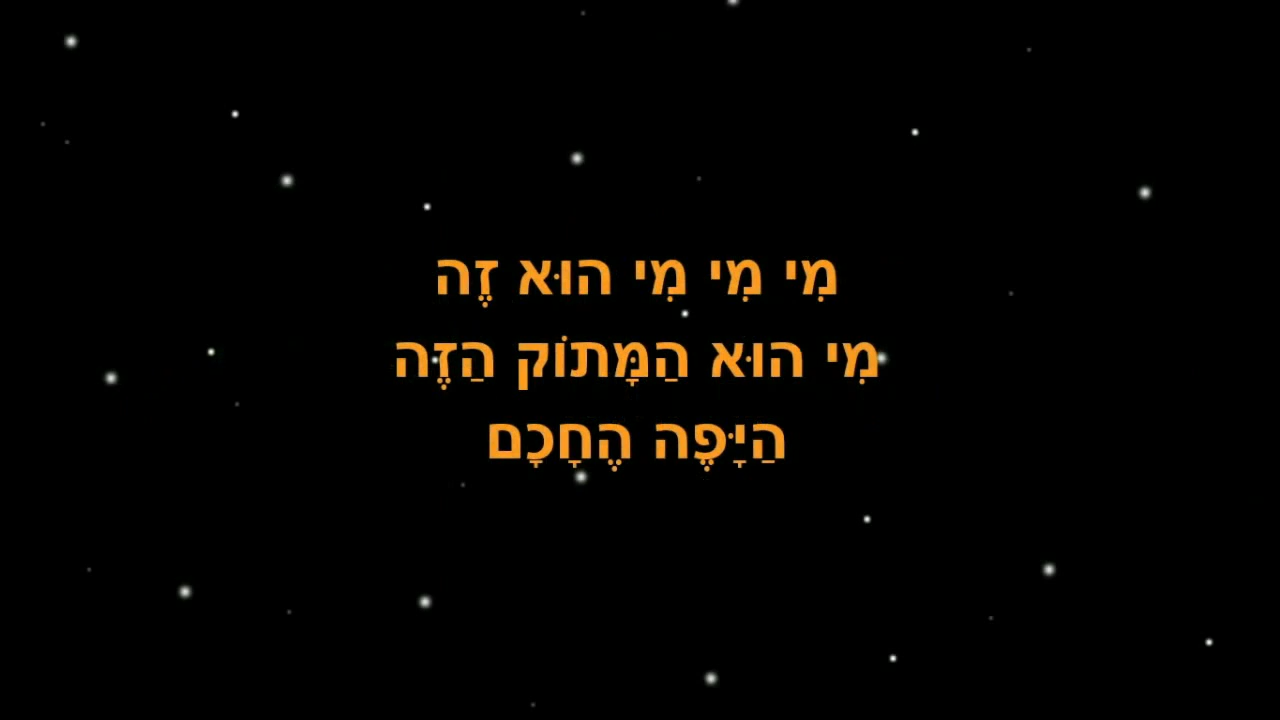 מִי מִי מִי הוּא זֶה
מִי הוּא הַמָּתוֹק הַזֶּה
הַיָּפֶה הֶחָכָם